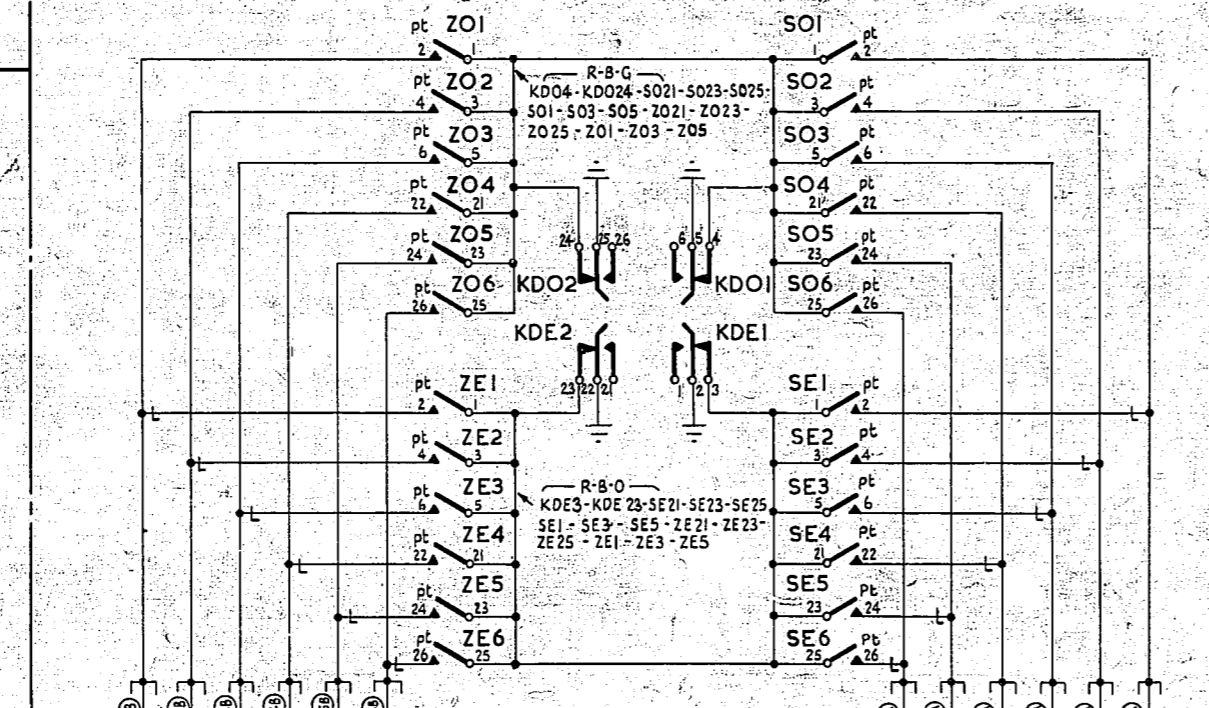 pt ZO1 SO1 pt
2 1 1 2
R-B-G
KDO4-KDO24-SO21-SO23-SO25-
SO1-SO3-SO5-ZO21-ZO23-
ZO25-ZO1-ZO3-ZO5
pt ZO2 SO2 pt
4 3 3 4
pt ZO3 SO3 pt
6 5 5 6
pt ZO4 SO4 pt
22 21 21 22
pt ZO5 SO5 pt
24 23 23 24
24 25 26 6 5 4
KDO2 KDO1
pt ZO6 SO6 pt
26 25 25 26
KDE2 KDE1
23 22 21 1 2 3
pt ZE1 SE1 pt
2 1 1 2
pt ZE2 SE2 pt
4 3 3 4
R-B-O
KDE3-KDE23-SE21-SE23-SE25
SE1-SE3-SE5-ZE21-ZE23-
ZE25-ZE1-ZE3-ZE5
pt ZE3 SE3 pt
6 5 5 6
pt ZE4 SE4 Pt
22 21 21 22
pt ZE5 SE5 Pt
24 23 23 24
pt ZE6 SE6 Pt
26 25 25 26